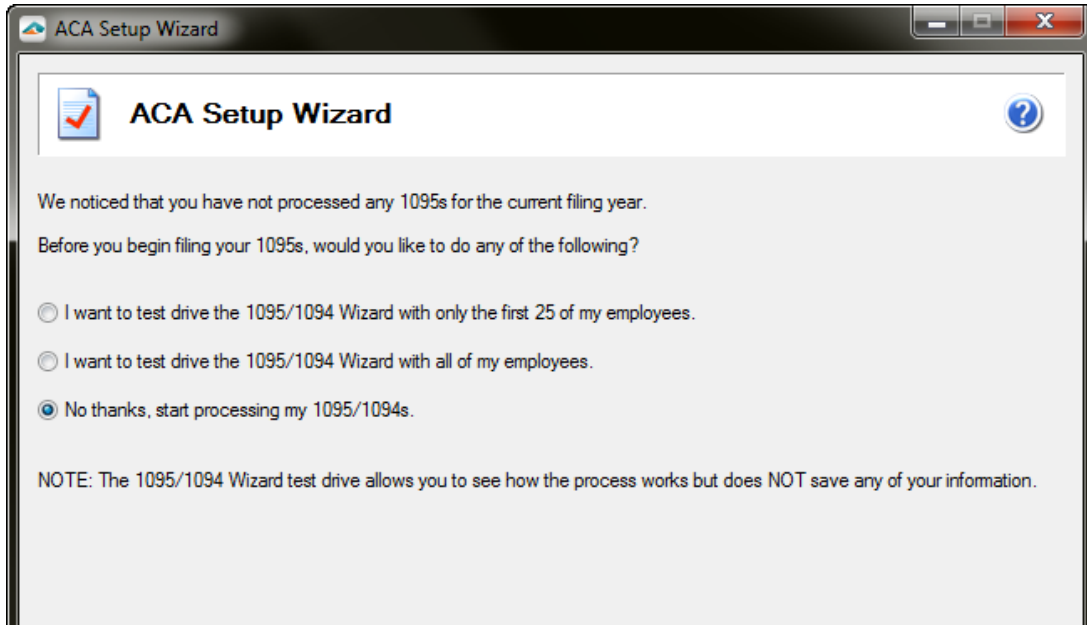 ACA Setup Wizard
ACA Setup Wizard
We noticed that you have not processed any 1095s for the current filing year.
Before you begin filing your 1095s, would you like to do any of the following?
I want to test drive the 1095/1094 Wizard with only the first 25 of my employees.
I want to test drive the 1095/1094 Wizard with all of my employees.
No thanks, start processing my 1095/1094s.
NOTE: The 1095/1094 Wizard test drive allows you to see how the process works but does NOT save any of your information.